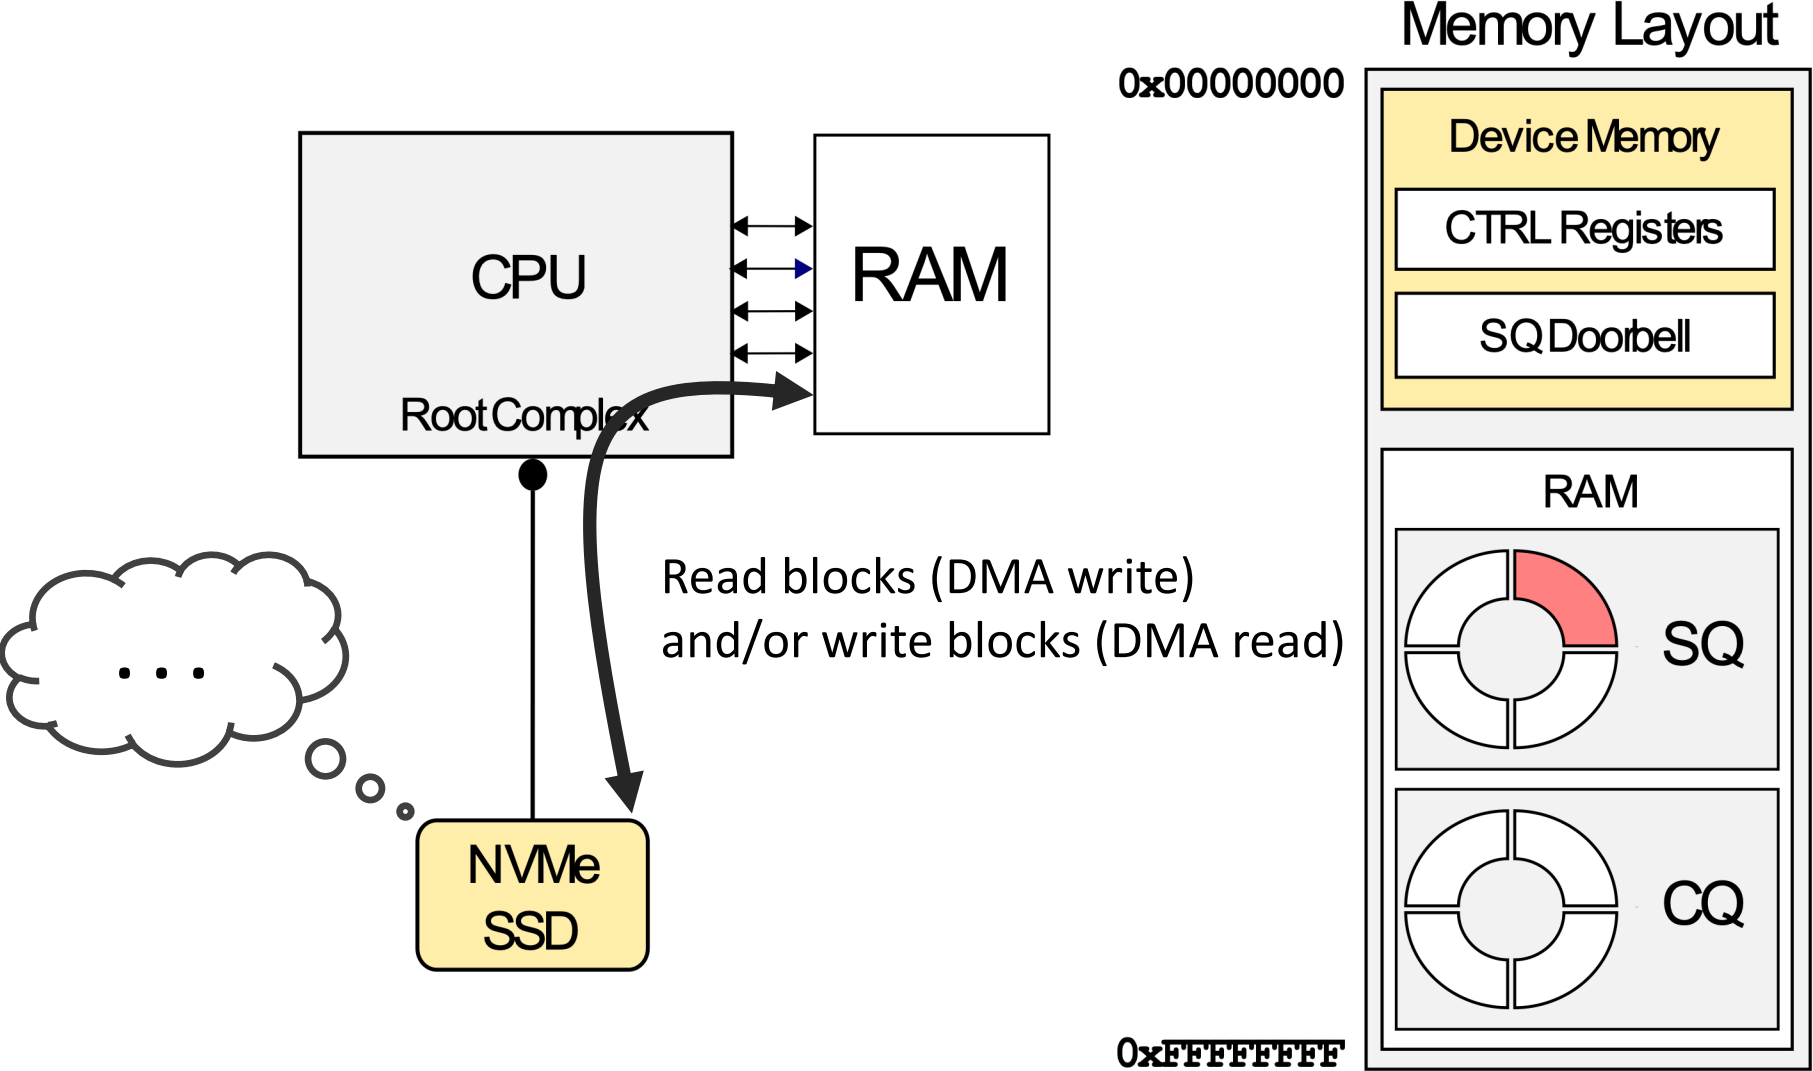 Memory Layout
0x00000000
Device Memory
CTRL Registers
SQ Doorbell
CPU
RAM
Root Complex
RAM
SQ
Read blocks (DMA write)
and/or write blocks (DMA read)
...
NVMe
SSD
CQ
0xFFFFFFFF